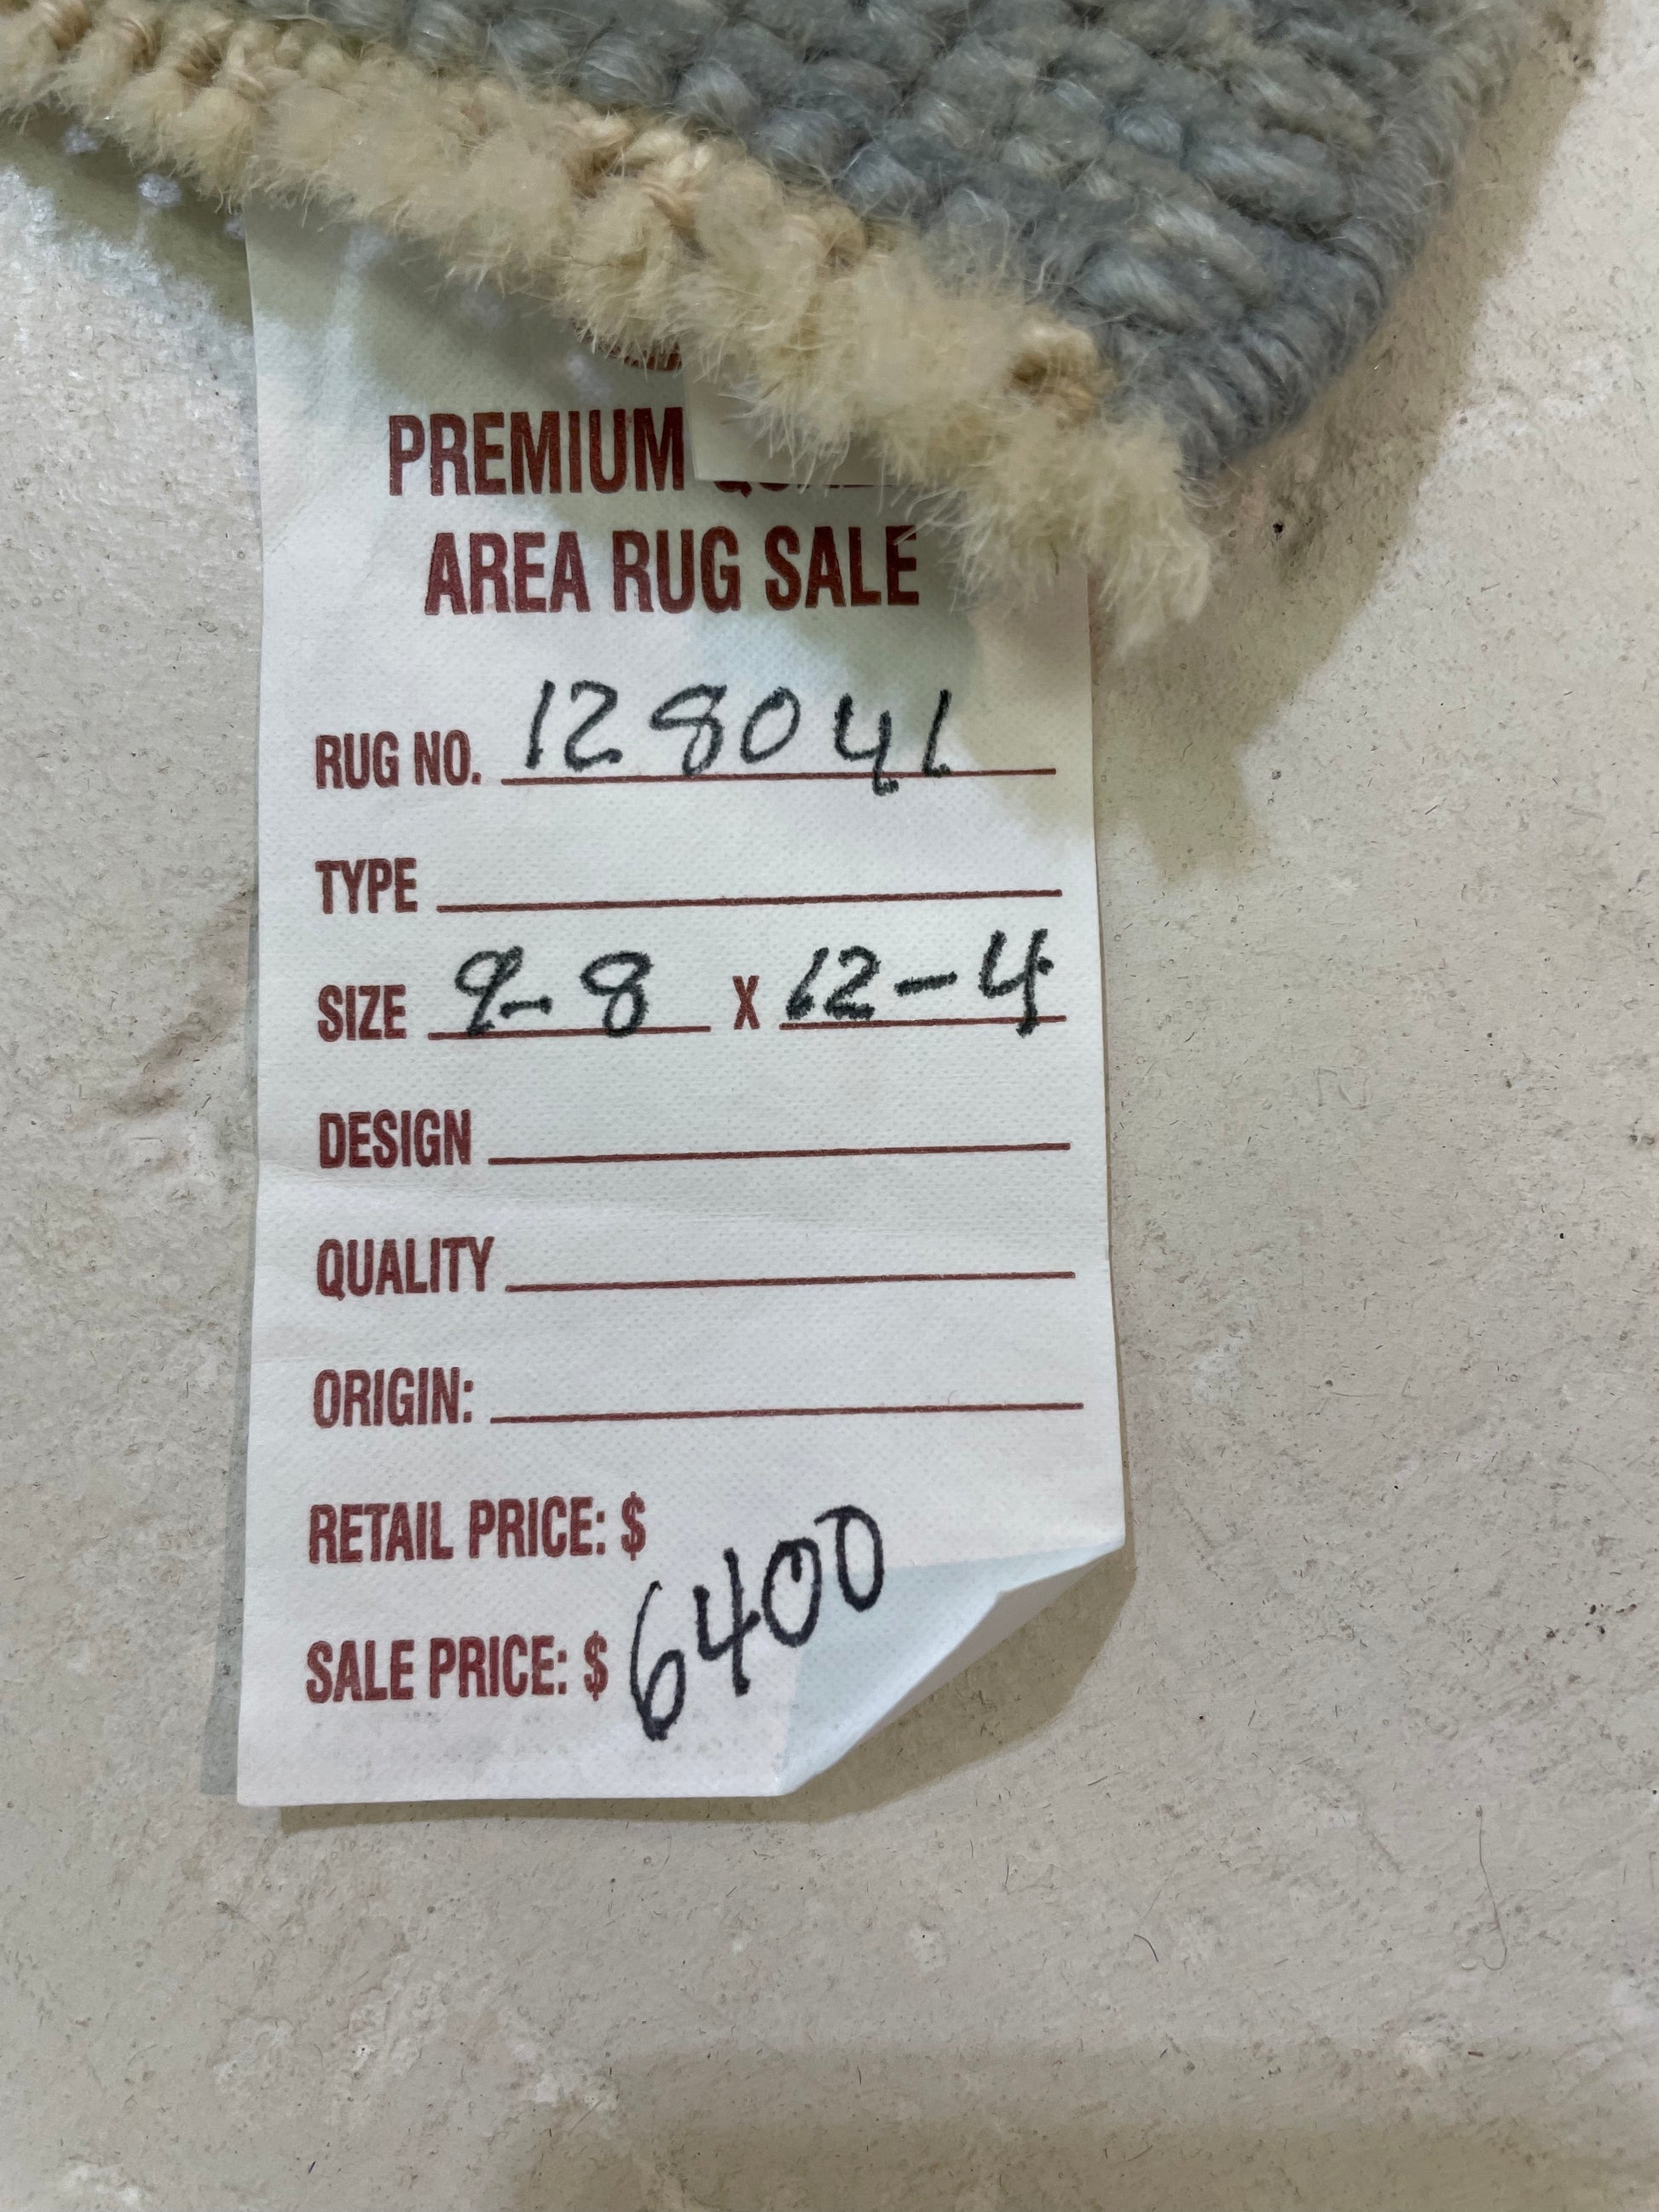 PREMIUM
AREA RUG SALE
RUG NO. 128041
TYPE
SIZE 9-8 X 12-4
DESIGN
QUALITY
ORIGIN:
RETAIL PRICE: $
SALE PRICE: $ 6400